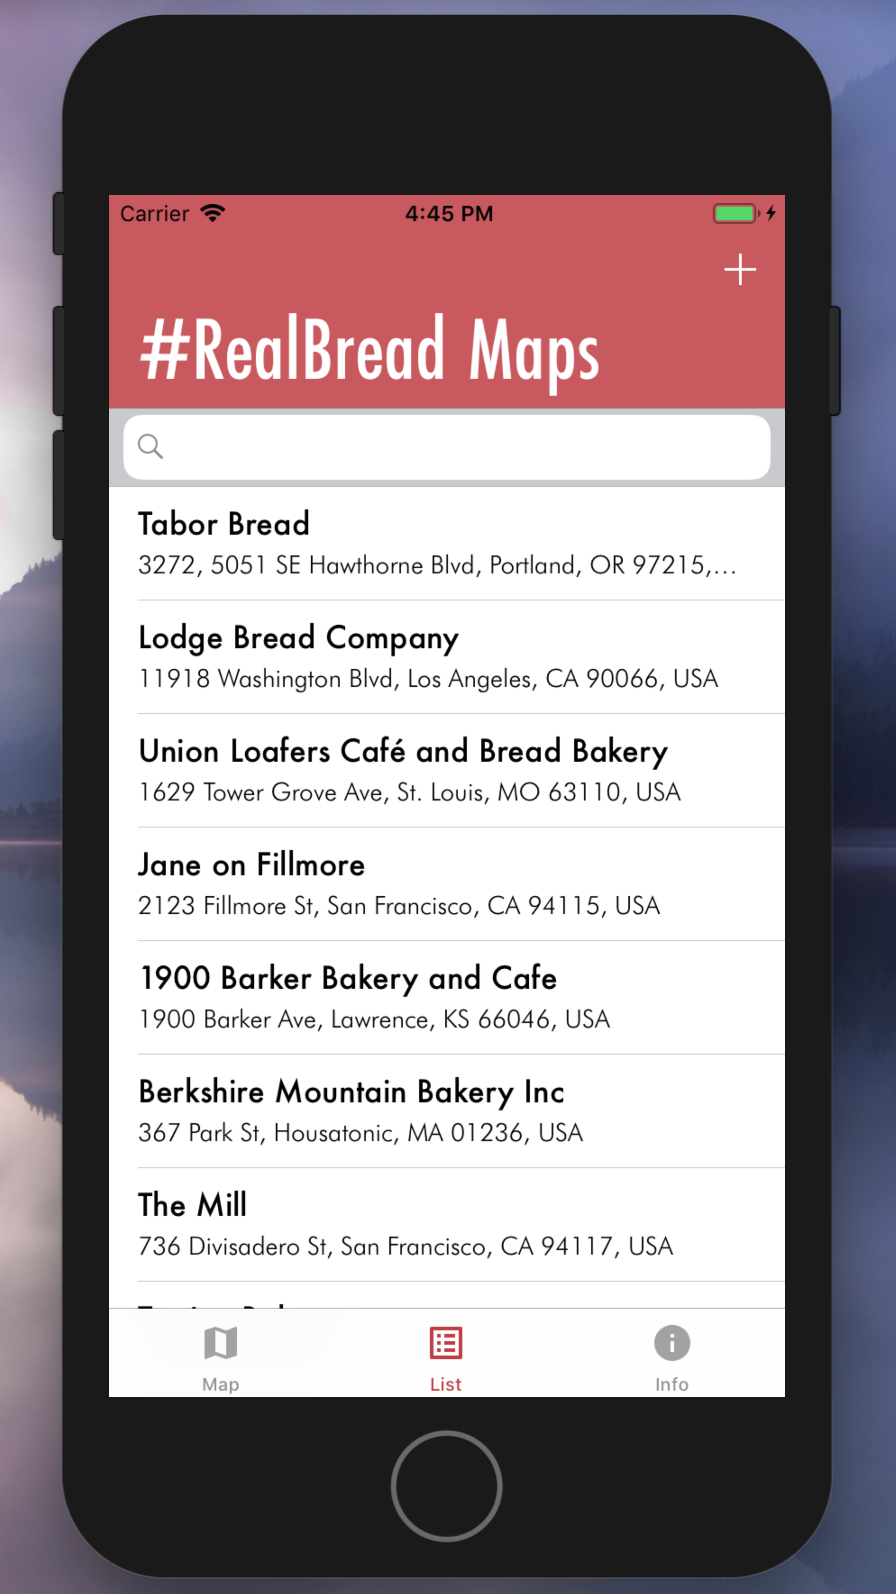 Carrier 4:45 PM
#RealBread Maps
Tabor Bread
3272, 5051 SE Hawthorne Blvd, Portland, OR 97215,...
Lodge Bread Company
11918 Washington Blvd, Los Angeles, CA 90066, USA
Union Loafers Café and Bread Bakery
1629 Tower Grove Ave, St. Louis, MO 63110, USA
Jane on Fillmore
2123 Fillmore St, San Francisco, CA 94115, USA
1900 Barker Bakery and Cafe
1900 Barker Ave, Lawrence, KS 66046, USA
Berkshire Mountain Bakery Inc
367 Park St, Housatonic, MA 01236, USA
The Mill
736 Divisadero St, San Francisco, CA 94117, USA
Map List Info